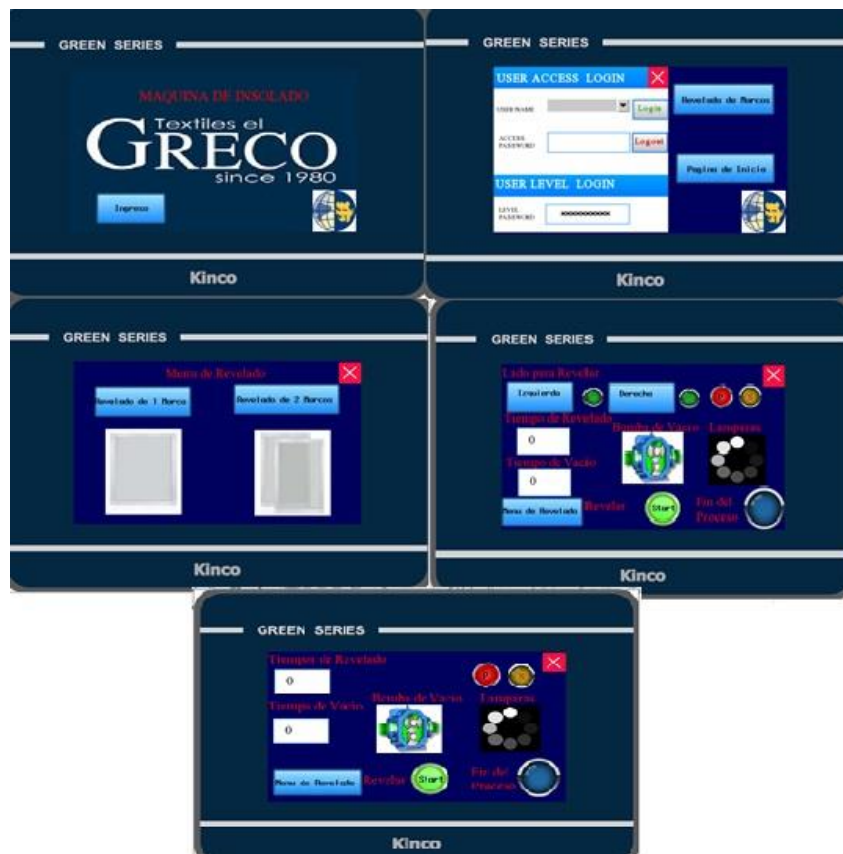 GREEN SERIES
MAQUINA DE INSOLADO
Textiles el
GRECO
since 1980
Ingreso
Kinco
GREEN SERIES
USER ACCESS LOGIN
USER NAME
Login
ACCESS
PASSWORD
Logout
USER LEVEL LOGIN
LEVEL
PASSWORD
Revelado de Marcos
Pagina de Inicio
Kinco
GREEN SERIES
Menu de Revelado
Revelado de 1 Marco
Revelado de 2 Marcos
Kinco
GREEN SERIES
Lado para Revelar
Izquierdo
Derecho
P
Tiempo de Revelado
0
Bomba de Vacio
Lamparas
Tiempo de Vacio
0
Menu de Revelado
Revelar
Start
Fin del
Proceso
Kinco
GREEN SERIES
Tiempo de Revelado
0
P
Tiempo de Vacio
0
Bomba de Vacio
Lamparas
Menu de Revelado
Revelar
Start
Fin del
Proceso
Kinco